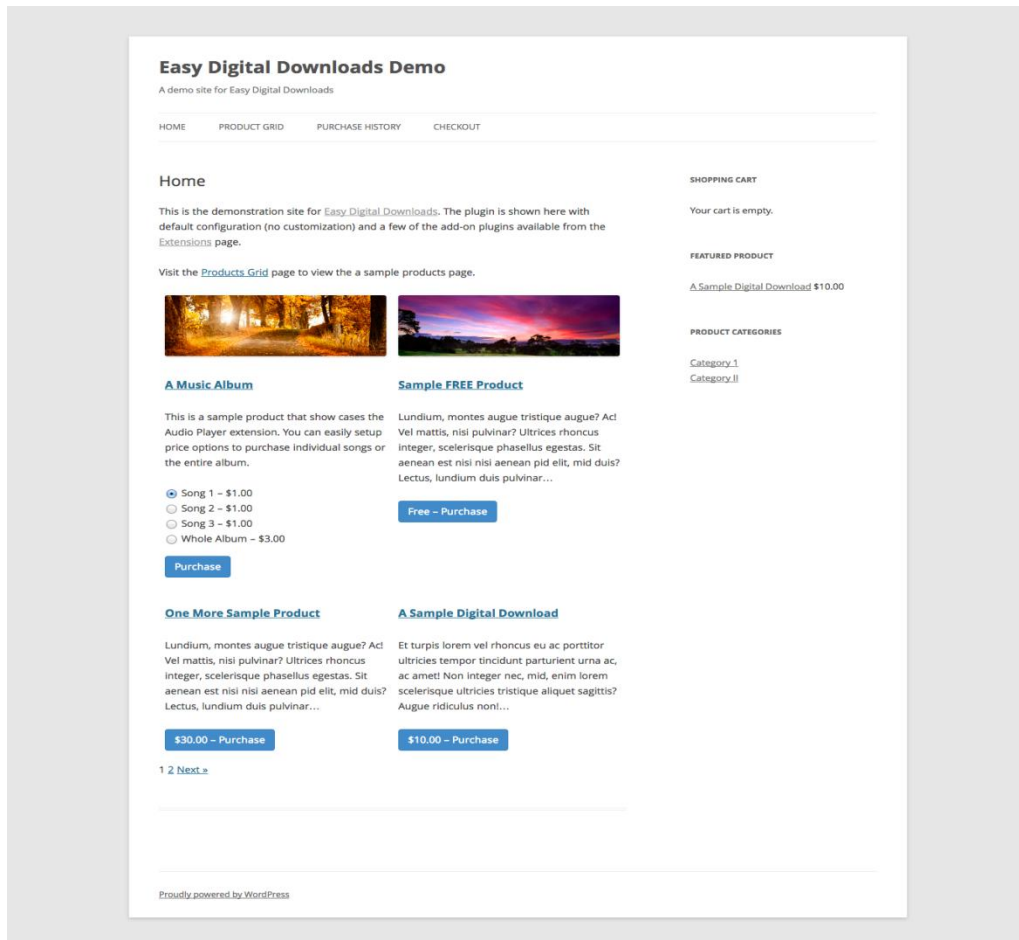 Easy Digital Downloads Demo
A demo site for Easy Digital Downloads
HOME PRODUCT GRID PURCHASE HISTORY CHECKOUT
Home
This is the demonstration site for Easy Digital Downloads. The plugin is shown here with
default configuration (no customization) and a few of the add-on plugins available from the
Extensions page.
Visit the Products Grid page to view the a sample products page.
A Music Album
This is a sample product that show cases the
Audio Player extension. You can easily setup
price options to purchase individual songs or
the entire album.
Song 1 – $1.00
Song 2 – $1.00
Song 3 – $1.00
Whole Album – $3.00
Purchase
Sample FREE Product
Lundium, montes augue tristique augue? Ac!
Vel mattis, nisi pulvinar? Ultrices rhoncus
integer, scelerisque phasellus egestas. Sit
aenean est nisi nisi aenean pid elit, mid duis?
Lectus, lundium duis pulvinar…
Free – Purchase
One More Sample Product
Lundium, montes augue tristique augue? Ac!
Vel mattis, nisi pulvinar? Ultrices rhoncus
integer, scelerisque phasellus egestas. Sit
aenean est nisi nisi aenean pid elit, mid duis?
Lectus, lundium duis pulvinar…
$30.00 – Purchase
A Sample Digital Download
Et turpis lorem vel rhoncus eu ac porttitor
ultricies tempor tincidunt parturient urna ac,
ac amet! Non integer nec, mid, enim lorem
scelerisque ultricies tristique aliquet sagittis?
Augue ridiculus non!…
$10.00 – Purchase
1 2 Next »
SHOPPING CART
Your cart is empty.
FEATURED PRODUCT
A Sample Digital Download $10.00
PRODUCT CATEGORIES
Category 1
Category II
Proudly powered by WordPress